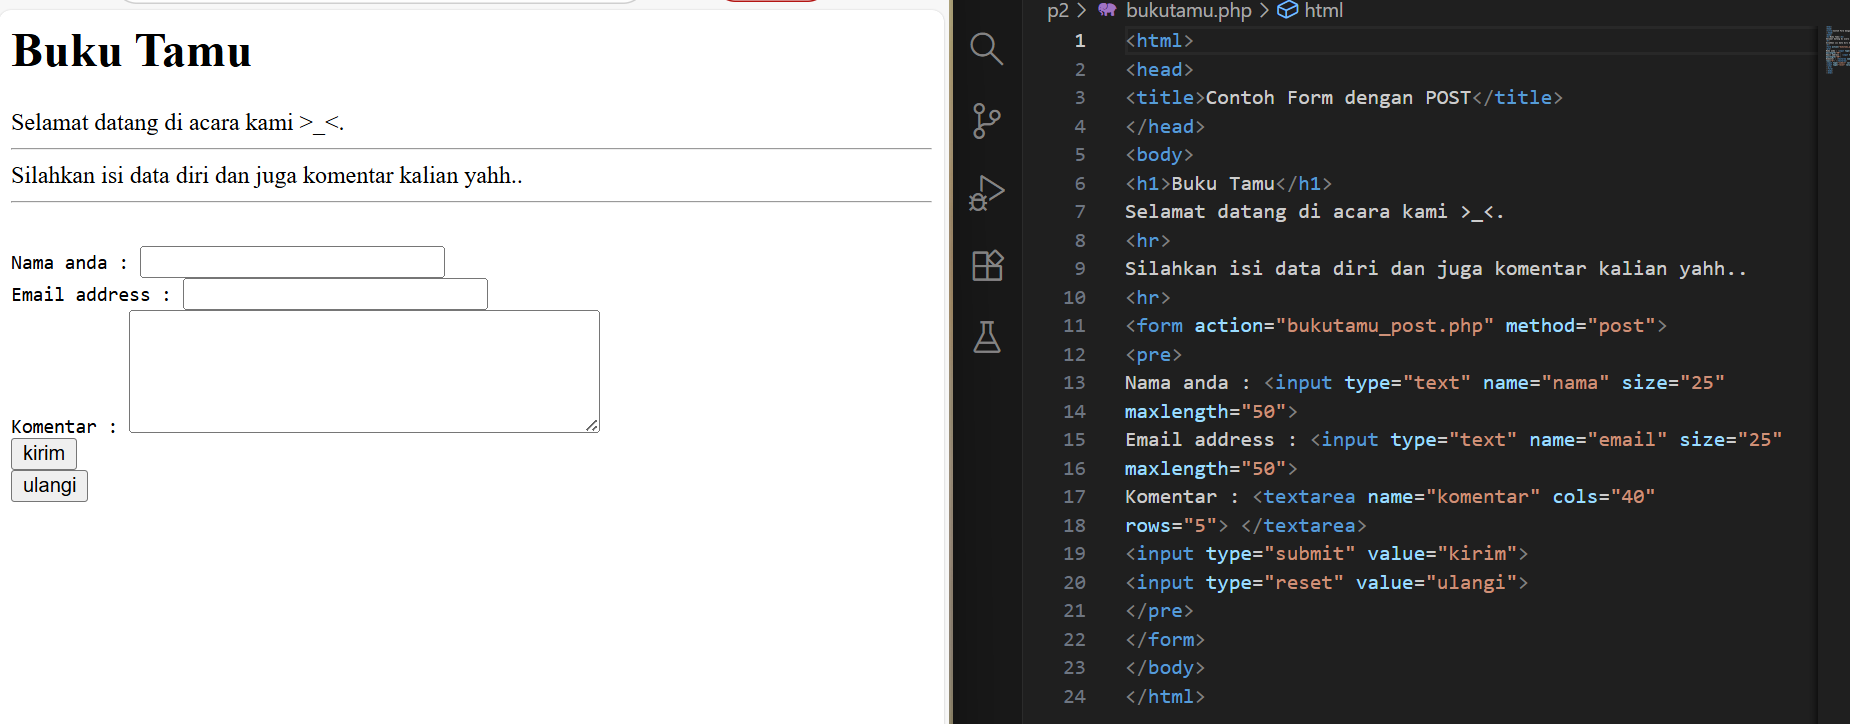 Buku Tamu
Selamat datang di acara kami >_<.
Silahkan isi data diri dan juga komentar kalian yahh..
Nama anda :
Email address :
Komentar :
kirim
ulangi
p2 > bukutamu.php > html
1 <html>
2 <head>
3 <title>Contoh Form dengan POST</title>
4 </head>
5 <body>
6 <h1>Buku Tamu</h1>
7 Selamat datang di acara kami >_<.
8 <hr>
9 Silahkan isi data diri dan juga komentar kalian yahh..
10 <hr>
11 <form action="bukutamu_post.php" method="post">
12 <pre>
13 Nama anda : <input type="text" name="nama" size="25"
14 maxlength="50">
15 Email address : <input type="text" name="email" size="25"
16 maxlength="50">
17 Komentar : <textarea name="komentar" cols="40"
18 rows="5"> </textarea>
19 <input type="submit" value="kirim">
20 <input type="reset" value="ulangi">
21 </pre>
22 </form>
23 </body>
24 </html>